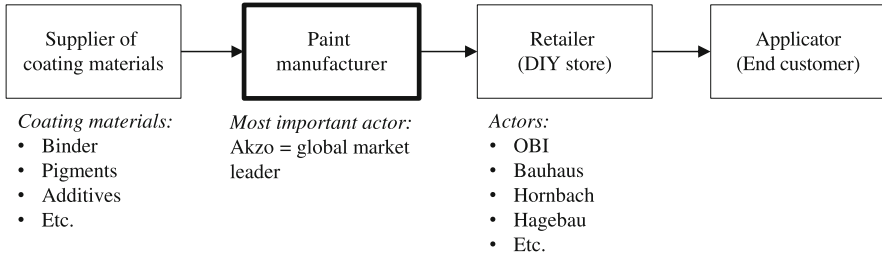 Supplier of
coating materials
Paint
manufacturer
Retailer
(DIY store)
Applicator
(End customer)
Coating materials:
• Binder
• Pigments
• Additives
• Etc.
Most important actor:
Akzo = global market
leader
Actors:
• OBI
• Bauhaus
• Hornbach
• Hagebau
• Etc.